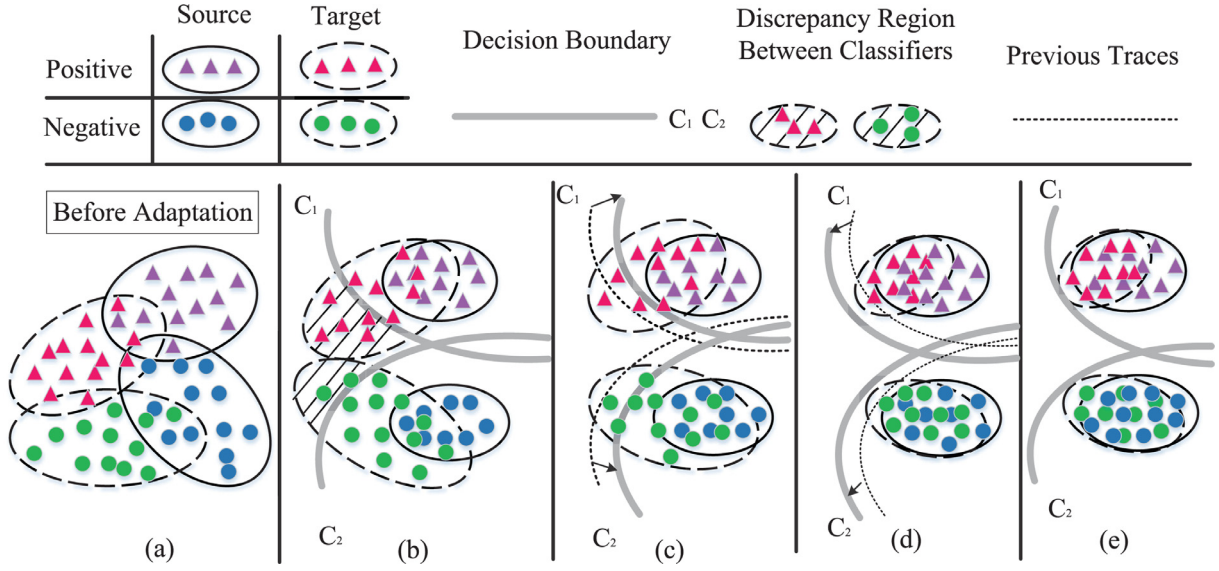 Source
Target
Decision Boundary
Discrepancy Region
Between Classifiers
Previous Traces
Positive
Negative
C₁ C₂
Before Adaptation
C₁
C₁
C₁
C₁
C₂
C₂
C₂
C₂
(a)
(b)
(c)
(d)
(e)